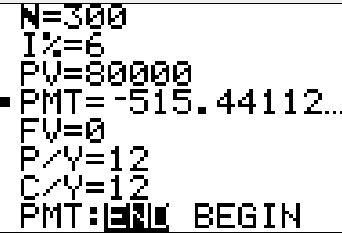 N=300
I%=6
PV=80000
PMT=-515.44112…
FV=0
P/Y=12
C/Y=12
PMT:END BEGIN